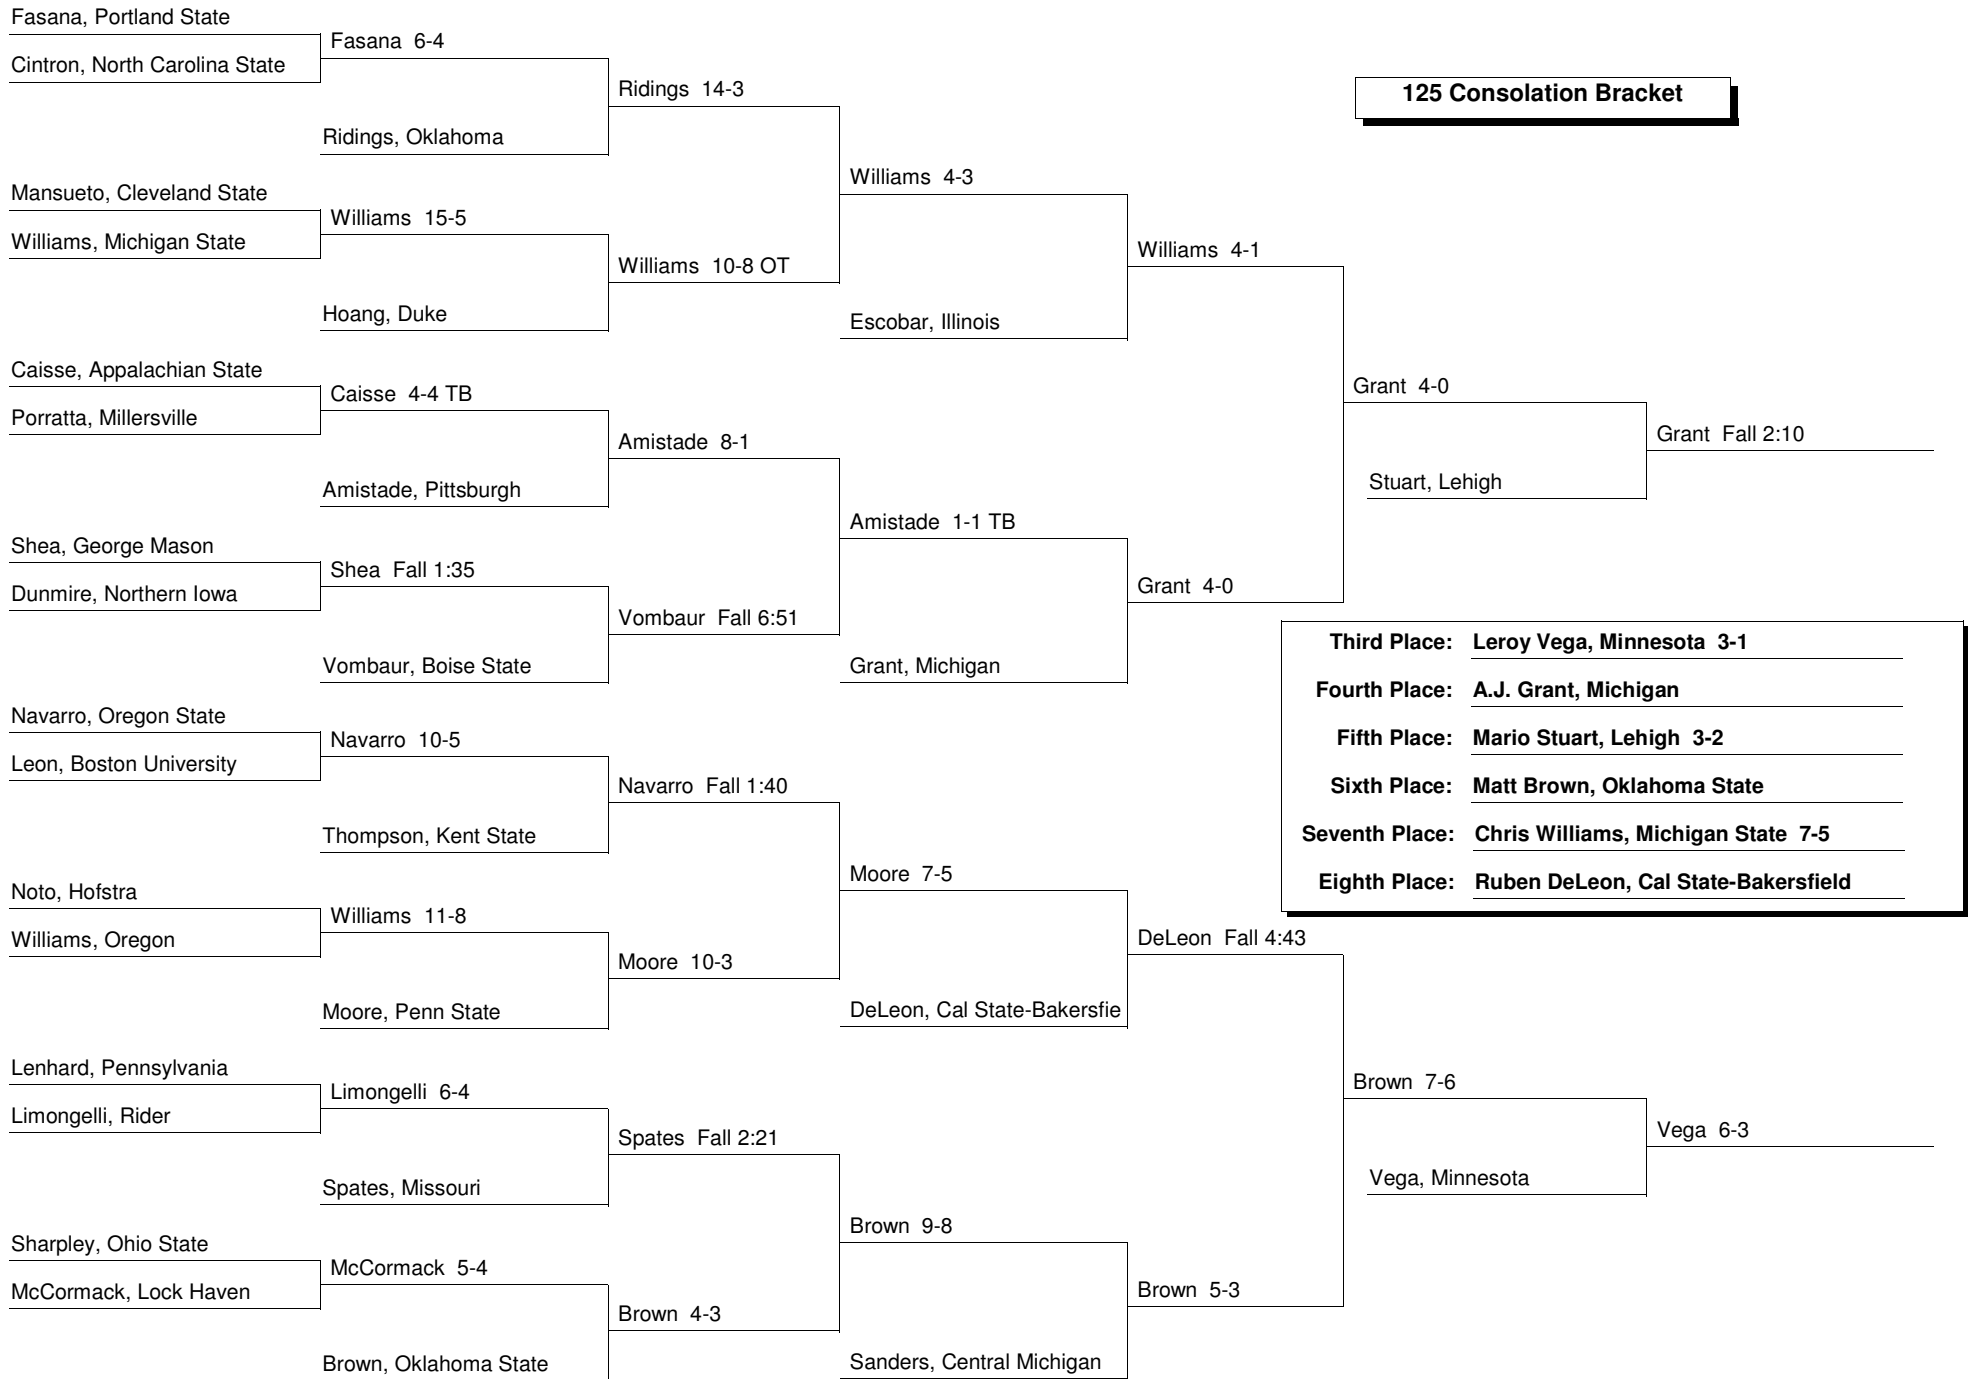 Fasana, Portland State
Fasana 6-4
Cintron, North Carolina State
Ridings 14-3
125 Consolation Bracket
Ridings, Oklahoma
Williams 4-3
Mansueto, Cleveland State
Williams 15-5
Williams, Michigan State
Williams 4-1
Williams 10-8 OT
Hoang, Duke
Escobar, Illinois
Caisse, Appalachian State
Grant 4-0
Caisse 4-4 TB
Porratta, Millersville
Grant Fall 2:10
Amistade 8-1
Stuart, Lehigh
Amistade, Pittsburgh
Amistade 1-1 TB
Shea, George Mason
Shea Fall 1:35
Grant 4-0
Dunmire, Northern Iowa
Vombaur Fall 6:51
Third Place: Leroy Vega, Minnesota 3-1
Vombaur, Boise State
Grant, Michigan
Fourth Place: A.J. Grant, Michigan
Navarro, Oregon State
Navarro 10-5
Fifth Place: Mario Stuart, Lehigh 3-2
Leon, Boston University
Navarro Fall 1:40
Sixth Place: Matt Brown, Oklahoma State
Thompson, Kent State
Seventh Place: Chris Williams, Michigan State 7-5
Moore 7-5
Eighth Place: Ruben DeLeon, Cal State-Bakersfield
Noto, Hofstra
Williams 11-8
Williams, Oregon
DeLeon Fall 4:43
Moore 10-3
Moore, Penn State
DeLeon, Cal State-Bakersfie
Lenhard, Pennsylvania
Brown 7-6
Limongelli 6-4
Limongelli, Rider
Vega 6-3
Spates Fall 2:21
Vega, Minnesota
Spates, Missouri
Brown 9-8
Sharpley, Ohio State
McCormack 5-4
McCormack, Lock Haven
Brown 5-3
Brown 4-3
Brown, Oklahoma State
Sanders, Central Michigan